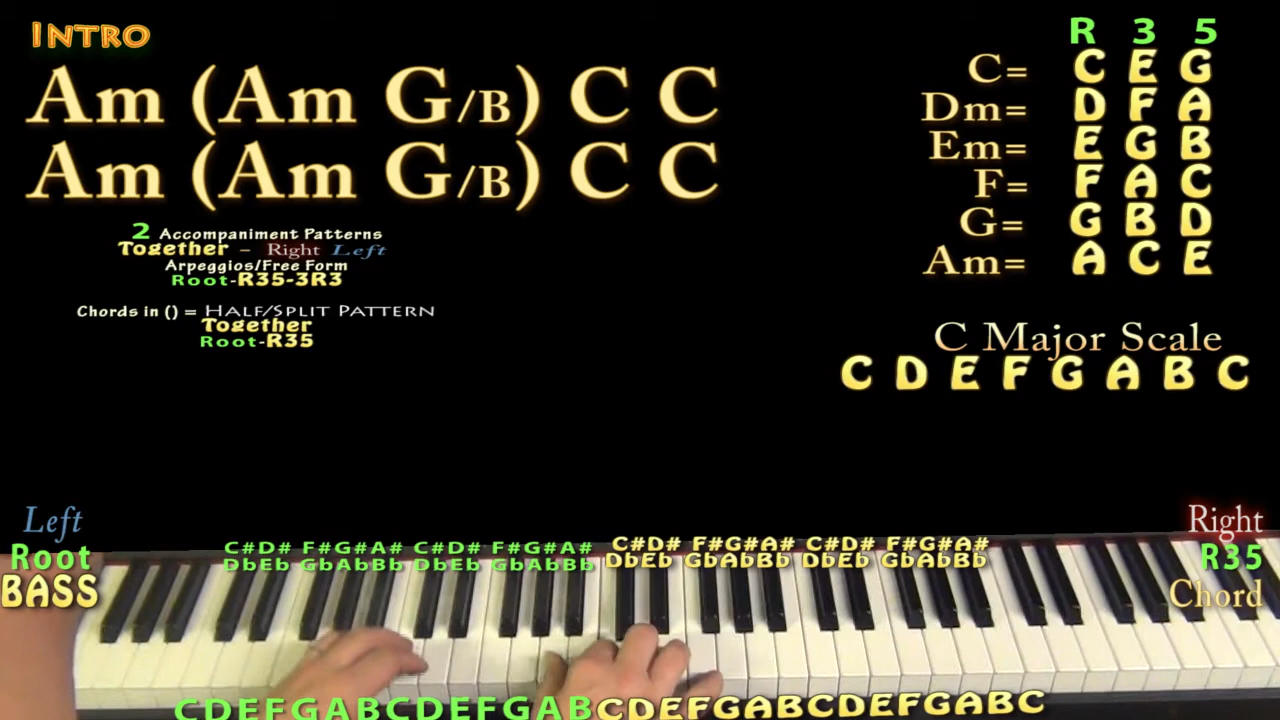 INTRO
Am (Am G/B) C C
Am (Am G/B) C C
2 Accompaniment Patterns
Together - Right Left
Arpeggios/Free Form
Root-R35-3R3
Chords in () = HALF/SPLIT PATTERN
Together
Root-R35
R 3 5
C= C E G
Dm= D F A
Em= E G B
F= F A C
G= G B D
Am= A C E
C Major Scale
C D E F G A B C
Left
Root
BASS
Right
R35
Chord
C#D# F#G#A# C#D# F#G#A# C#D# F#G#A# C#D# F#G#A#
DbEb GbAbBb DbEb GbAbBb DbEb GbAbBb DbEb GbAbBb
CDEFGABCDEFGABCDEFGABCDEFGABC